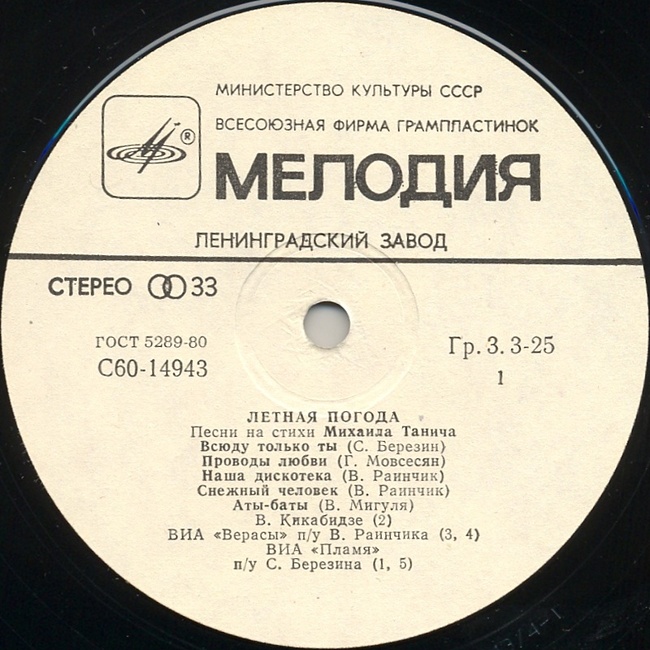 МИНИСТЕРСТВО КУЛЬТУРЫ СССР
ВСЕСОЮЗНАЯ ФИРМА ГРАМПЛАСТИНОК
®
МЕЛОДИЯ
ЛЕНИНГРАДСКИЙ ЗАВОД
СТЕРЕО 33
ГОСТ 5289-80
Гр. 3. 3-25
С60-14943
1
ЛЕТНАЯ ПОГОДА
Песни на стихи Михаила Танича
Всюду только ты (С. Березин)
Проводы любви (Г. Мовсесян)
Наша дискотека (В. Раинчик)
Снежный человек (В. Раинчик)
Аты-баты (В. Мигуля)
В. Кикабидзе (2)
ВИА «Верасы» п/у В. Раинчика (3, 4)
ВИА «Пламя»
п/у С. Березина (1, 5)